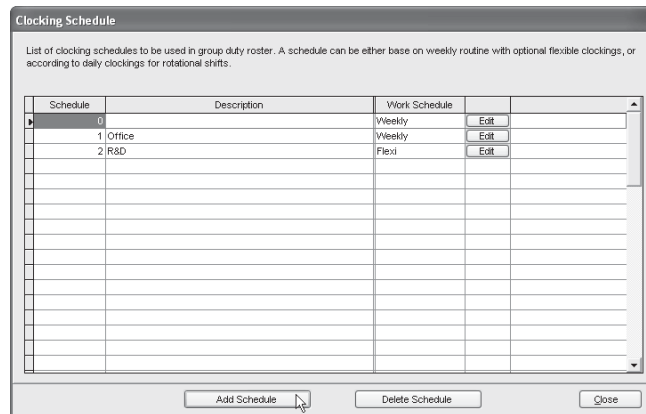 Clocking Schedule
List of clocking schedules to be used in group duty roster. A schedule can be either base on weekly routine with optional flexible clockings, or
according to daily clockings for rotational shifts.
Schedule Description Work Schedule
0 Weekly Edit
1 Office Weekly Edit
2 R&D Flexi Edit
Add Schedule Delete Schedule Close